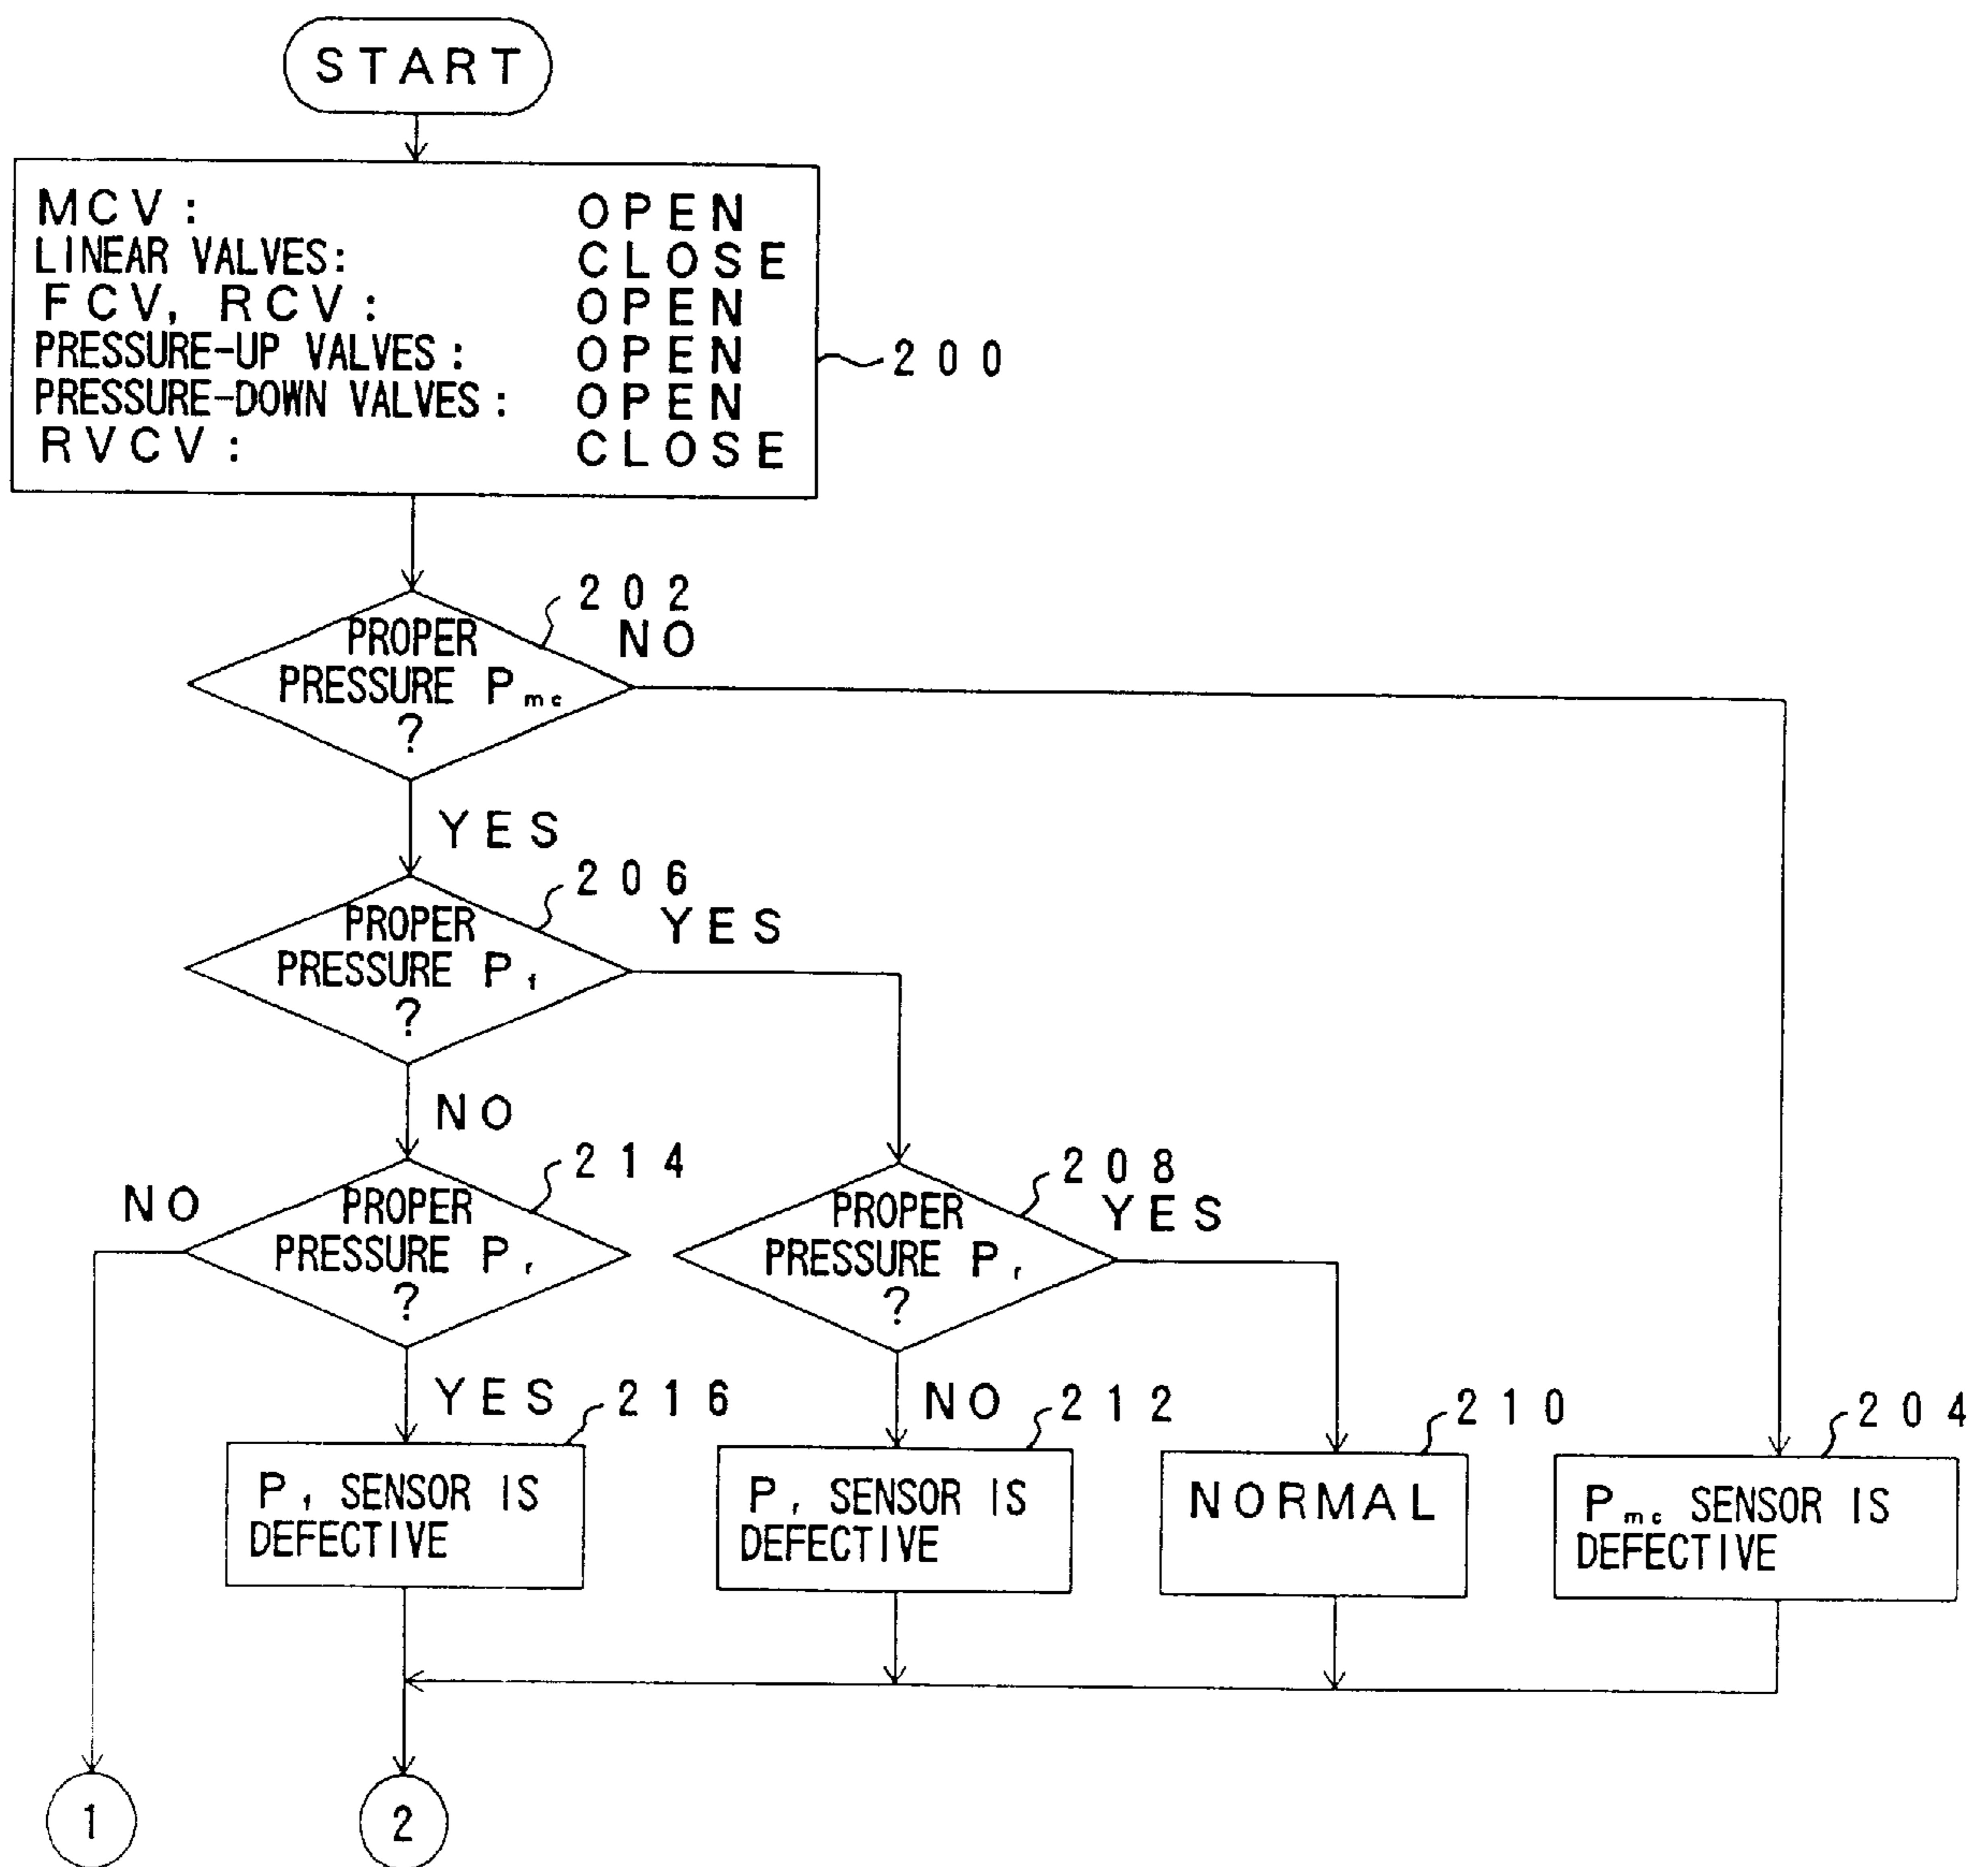 START
MCV: OPEN
LINEAR VALVES: CLOSE
FCV, RCV: OPEN
PRESSURE-UP VALVES: OPEN
PRESSURE-DOWN VALVES: OPEN
RVCV: CLOSE
200
202
PROPER
PRESSURE Pmc
?
NO
YES
206
PROPER
PRESSURE Pf
?
YES
NO
214
PROPER
PRESSURE Pr
?
NO
YES
208
PROPER
PRESSURE Pr
?
YES
NO
216
Pf SENSOR IS
DEFECTIVE
212
Pr SENSOR IS
DEFECTIVE
210
NORMAL
204
Pmc SENSOR IS
DEFECTIVE
1
2